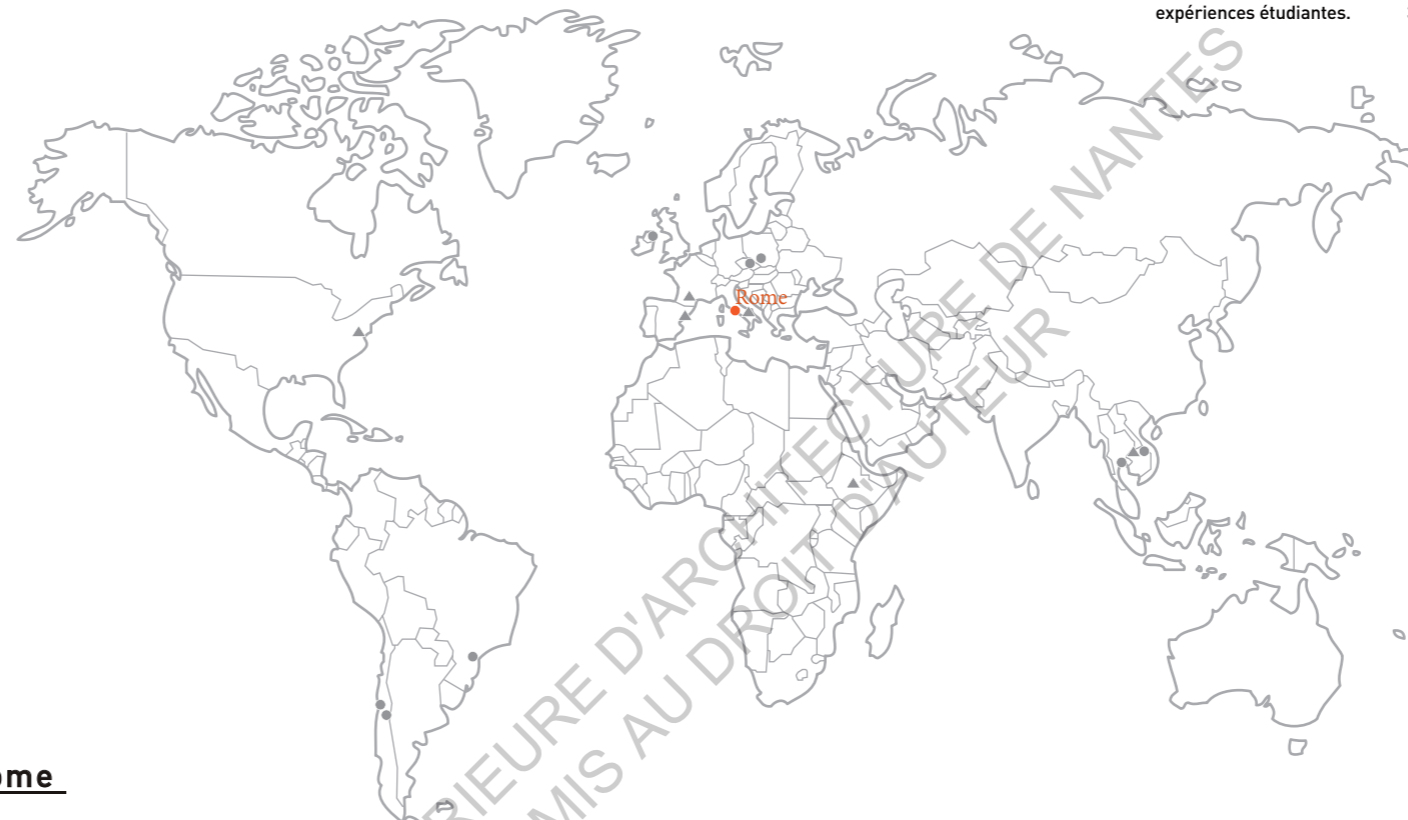 expériences étudiantes.
Rome
ome
RIEURE D'ARCHITECTURE DE NANTES
MIS AU DROIT D'AUTEUR